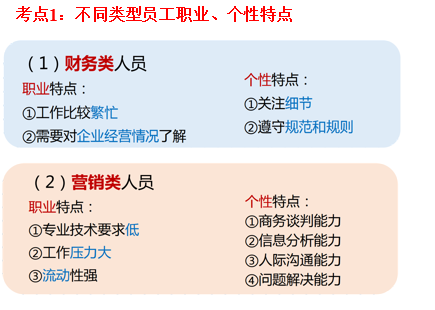 考点1：不同类型员工职业、个性特点
（1）财务类人员
职业特点：
①工作比较繁忙
②需要对企业经营情况了解
个性特点：
①关注细节
②遵守规范和规则
（2）营销类人员
职业特点：
①专业技术要求低
②工作压力大
③流动性强
个性特点：
①商务谈判能力
②信息分析能力
③人际沟通能力
④问题解决能力